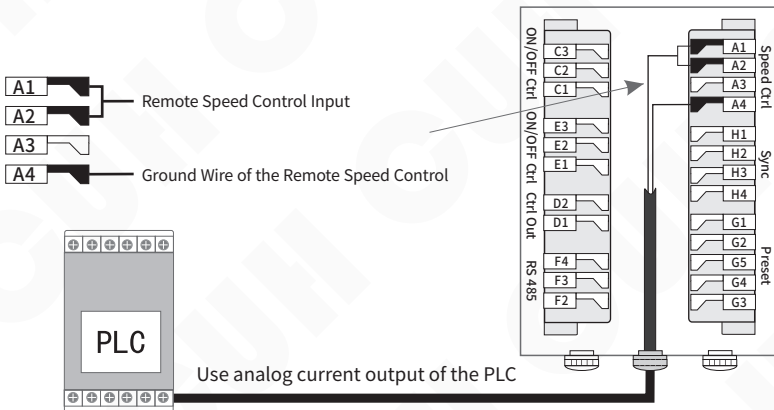 A1
A2
A3
A4
Remote Speed Control Input
Ground Wire of the Remote Speed Control
PLC
Use analog current output of the PLC
ON/OFF Ctrl
C3
C2
C1
ON/OFF Ctrl
E3
E2
E1
Ctrl Out
D2
D1
RS 485
F4
F3
F2
Speed Ctrl
A1
A2
A3
A4
Sync
H1
H2
H3
H4
Preset
G1
G2
G5
G4
G3